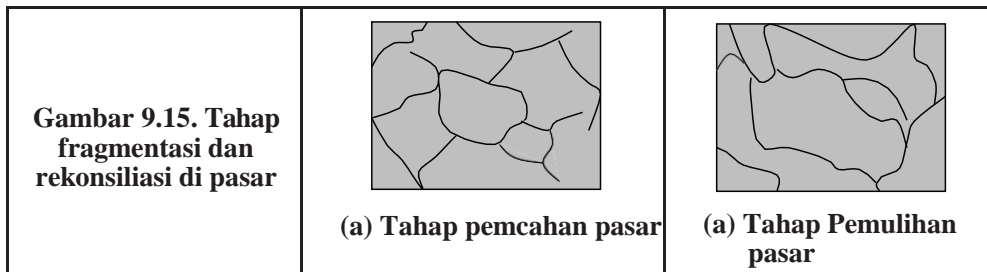 Gambar 9.15. Tahap
fragmentasi dan
rekonsiliasi di pasar
(a) Tahap pemcahan pasar
(a) Tahap Pemulihan
pasar